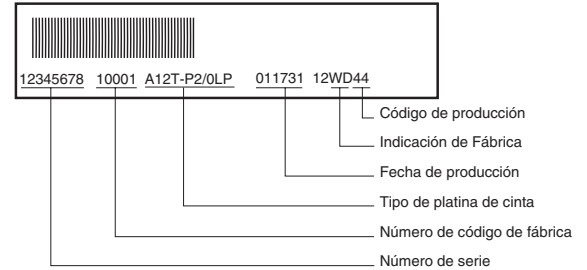 12345678 10001 A12T-P2/0LP 011731 12WD44
Código de producción
Indicación de Fábrica
Fecha de producción
Tipo de platina de cinta
Número de código de fábrica
Número de serie